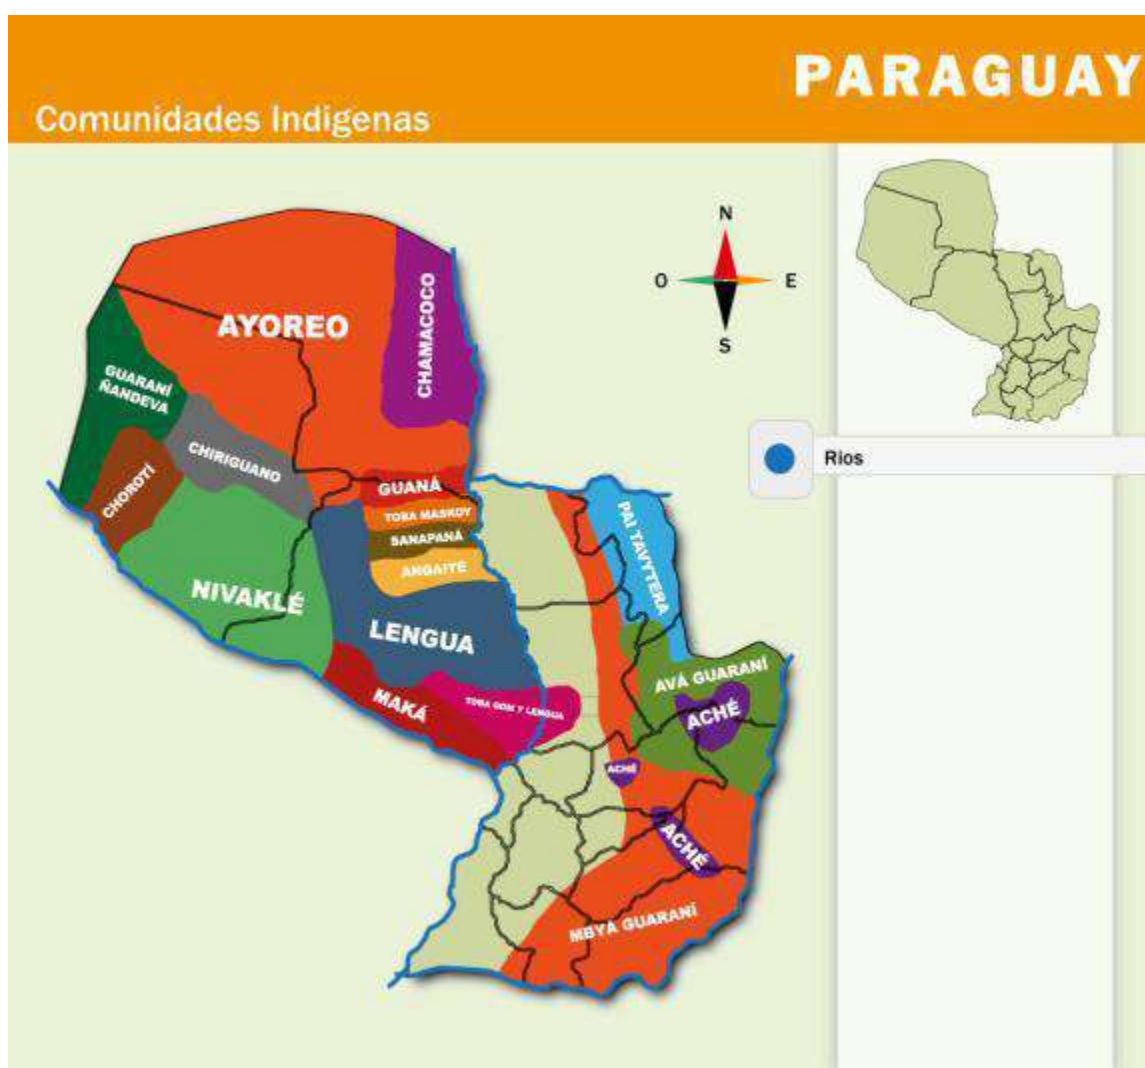 PARAGUAY
Comunidades Indigenas
N
O
E
S
Rios
AYOREO
CHAMACOCO
GUARANÍ
ÑANDEVA
CHIRIGUANO
CHOROTÍ
GUANÁ
TOBA MASKOY
SANAPANÁ
ANGAITÉ
NIVAKLÉ
LENGUA
MAKÁ
TOBA QOM Y LENGUA
PAI TAVYTERA
AVÁ GUARANÍ
ACHÉ
ACHÉ
ACHÉ
MBYA GUARANÍ